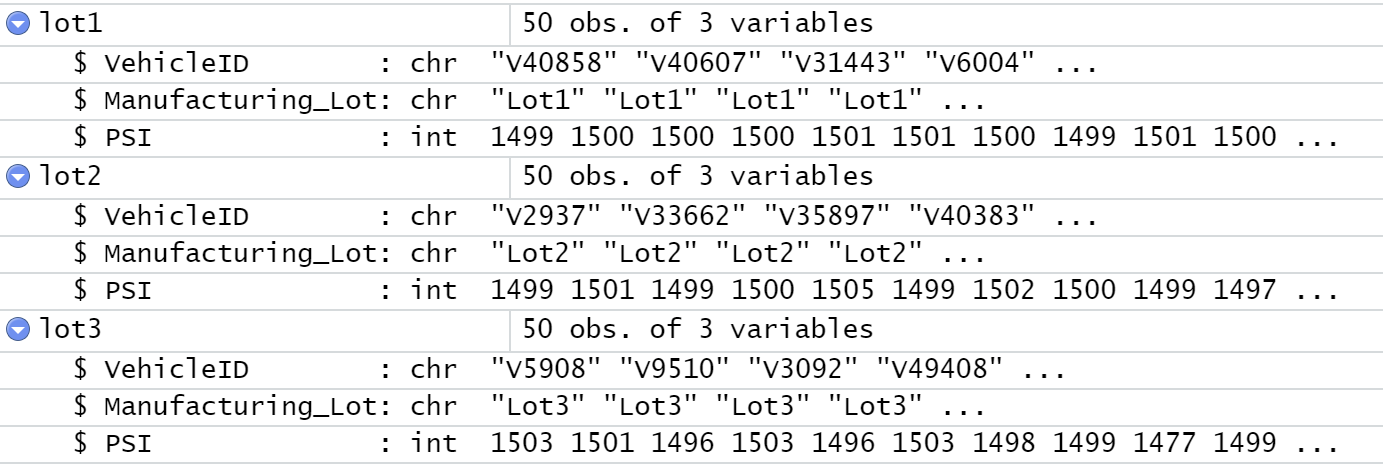 lot1 50 obs. of 3 variables
$ VehicleID : chr "V40858" "V40607" "V31443" "V6004" ...
$ Manufacturing_Lot: chr "Lot1" "Lot1" "Lot1" "Lot1" ...
$ PSI : int 1499 1500 1500 1500 1501 1501 1500 1499 1501 1500 ...
lot2 50 obs. of 3 variables
$ VehicleID : chr "V2937" "V33662" "V35897" "V40383" ...
$ Manufacturing_Lot: chr "Lot2" "Lot2" "Lot2" "Lot2" ...
$ PSI : int 1499 1501 1499 1500 1505 1499 1502 1500 1499 1497 ...
lot3 50 obs. of 3 variables
$ VehicleID : chr "V5908" "V9510" "V3092" "V49408" ...
$ Manufacturing_Lot: chr "Lot3" "Lot3" "Lot3" "Lot3" ...
$ PSI : int 1503 1501 1496 1503 1496 1503 1498 1499 1477 1499 ...